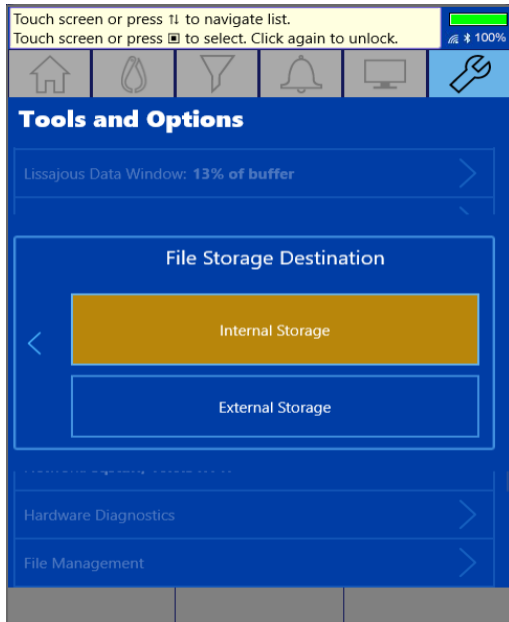 Touch screen or press ⇅ to navigate list.
Touch screen or press ▣ to select. Click again to unlock.
100%
Tools and Options
Lissajous Data Window: 13% of buffer
File Storage Destination
Internal Storage
External Storage
Hardware Diagnostics
File Management